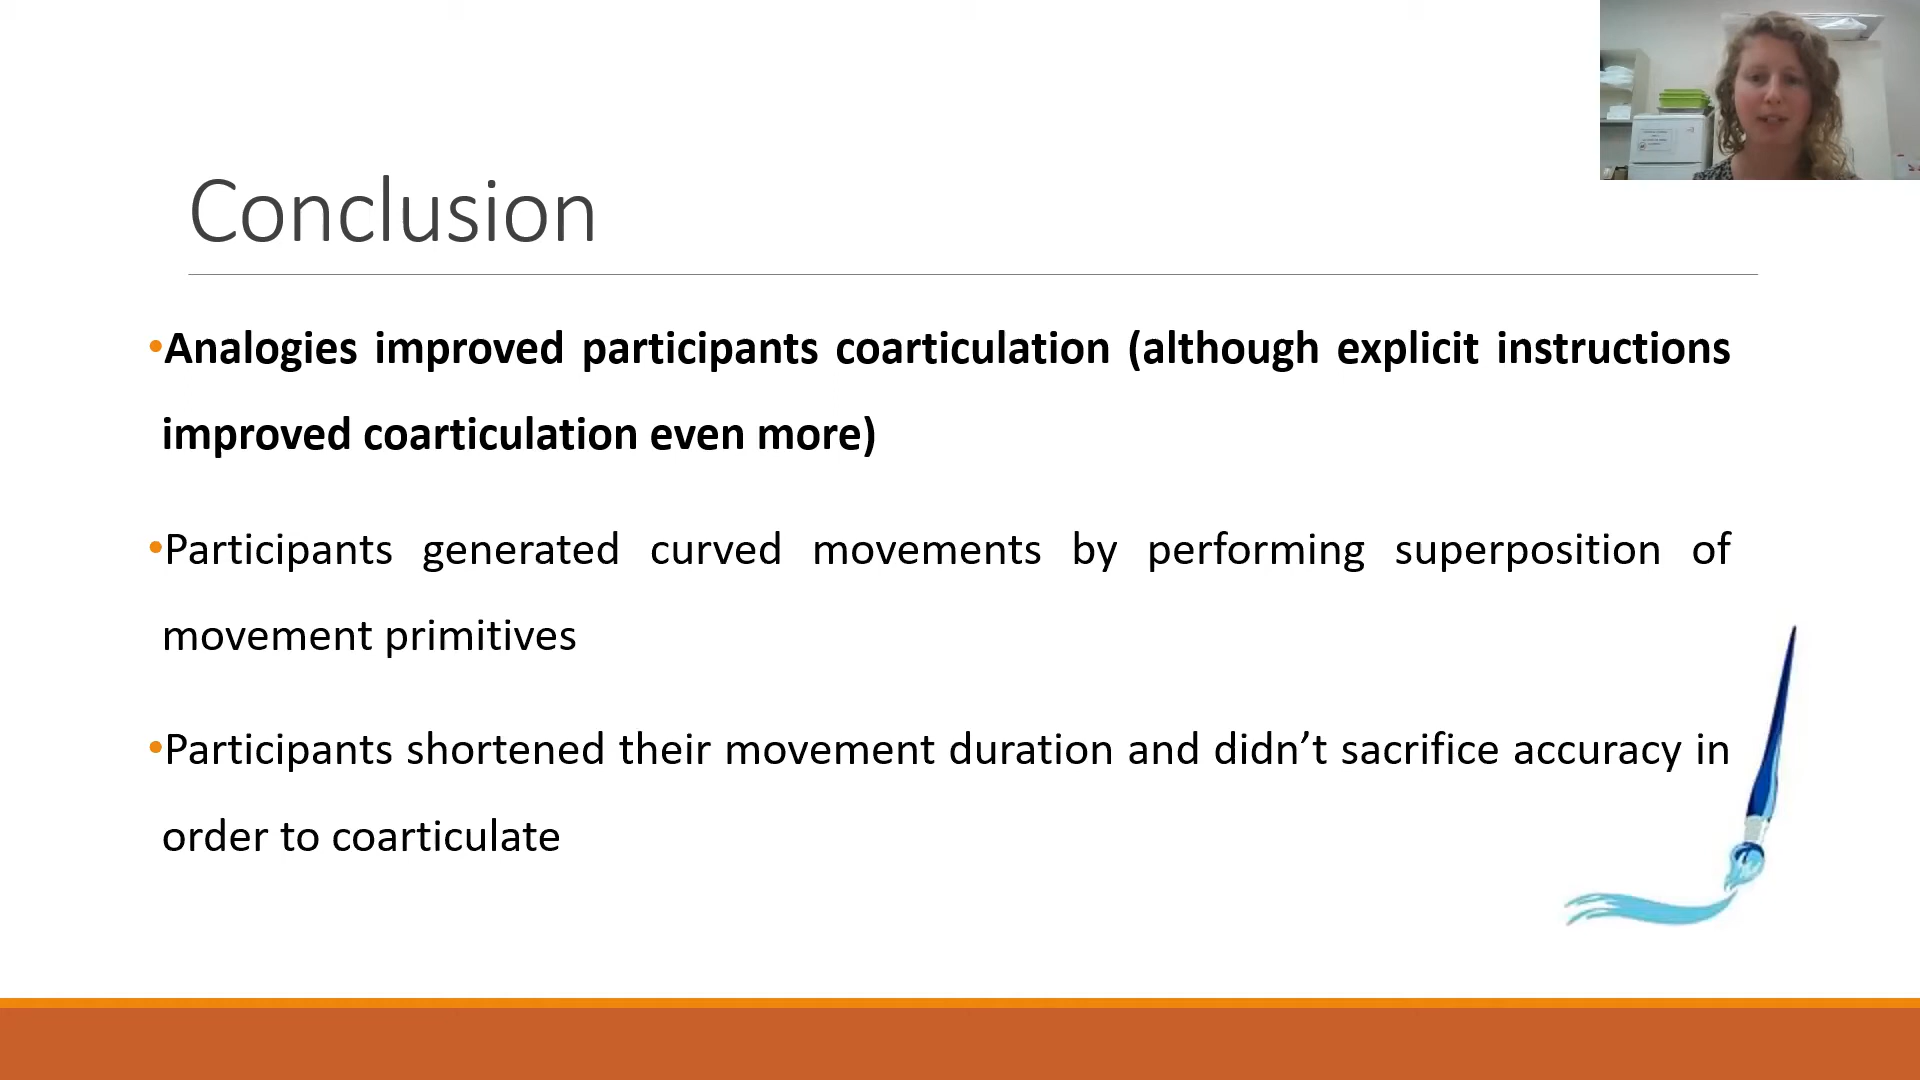 Conclusion
•Analogies improved participants coarticulation (although explicit instructions
improved coarticulation even more)
•Participants generated curved movements by performing superposition of
movement primitives
•Participants shortened their movement duration and didn’t sacrifice accuracy in
order to coarticulate